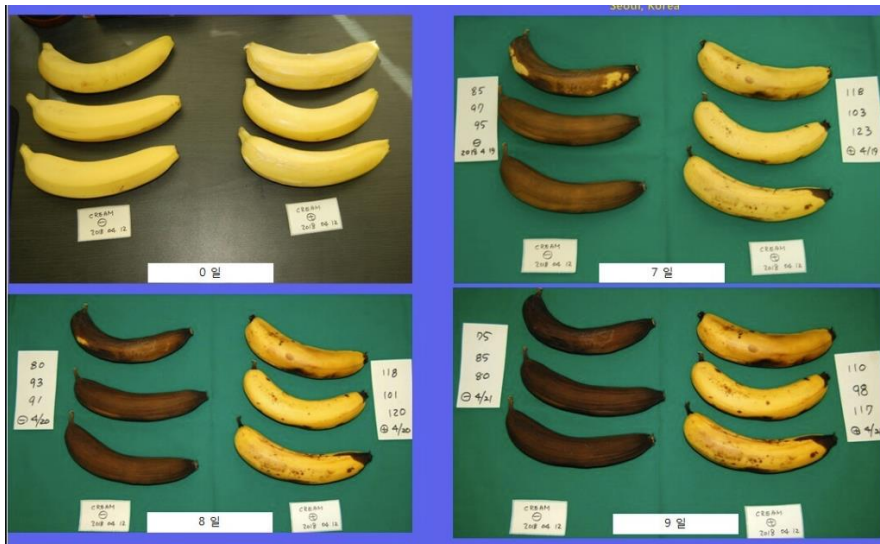 Seoul, Korea
CREAM
⊖
2018 04 12
CREAM
⊕
2018 04 12
0 일
85
97
95
⊖
2018 4 19
118
103
123
⊕ 4/19
CREAM
⊖
2018 04 12
CREAM
⊕
2018 04 12
7 일
80
93
91
⊖ 4/20
118
101
120
⊕ 4/20
CREAM
⊖
2018 04 12
CREAM
⊕
2018 04 12
8 일
75
85
80
⊖ 4/21
110
98
117
CREAM
⊖
2018 04 12
CREAM
⊕
2018 04 12
9 일